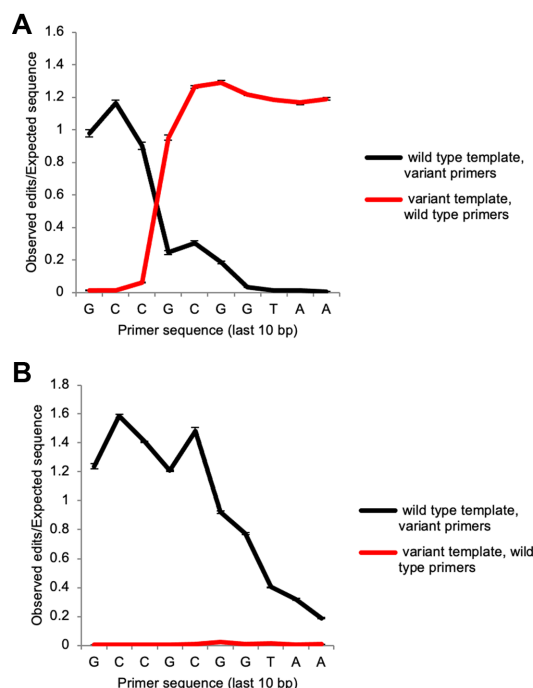 A
1.6
1.4
1.2
1
0.8
0.6
0.4
0.2
0
Observed edits/Expected sequence
G C C G C G G T A A
Primer sequence (last 10 bp)
wild type template,
variant primers
variant template,
wild type primers
B
1.8
1.6
1.4
1.2
1
0.8
0.6
0.4
0.2
0
Observed edits/Expected sequence
G C C G C G G T A A
Primer sequence (last 10 bp)
wild type template,
variant primers
variant template, wild
type primers